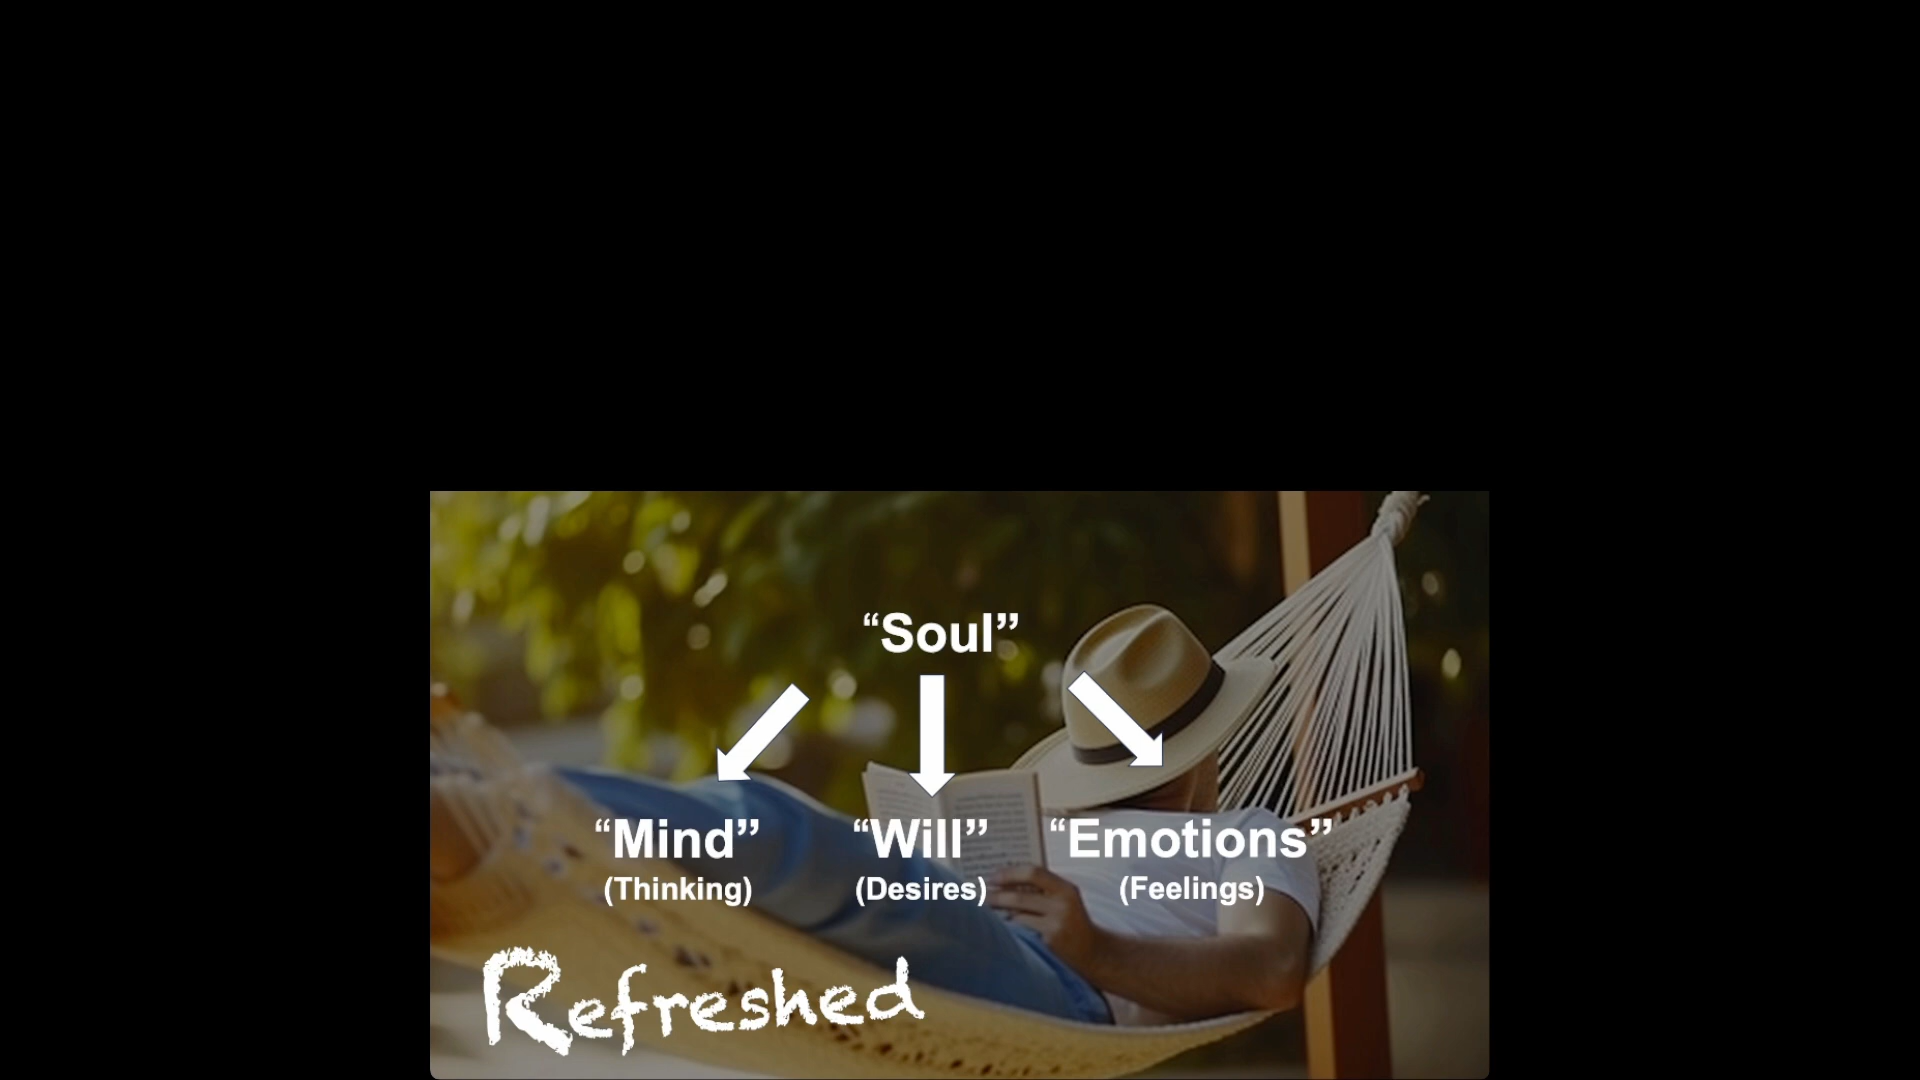 “Soul”
“Mind” “Will” “Emotions”
(Thinking) (Desires) (Feelings)
Refreshed